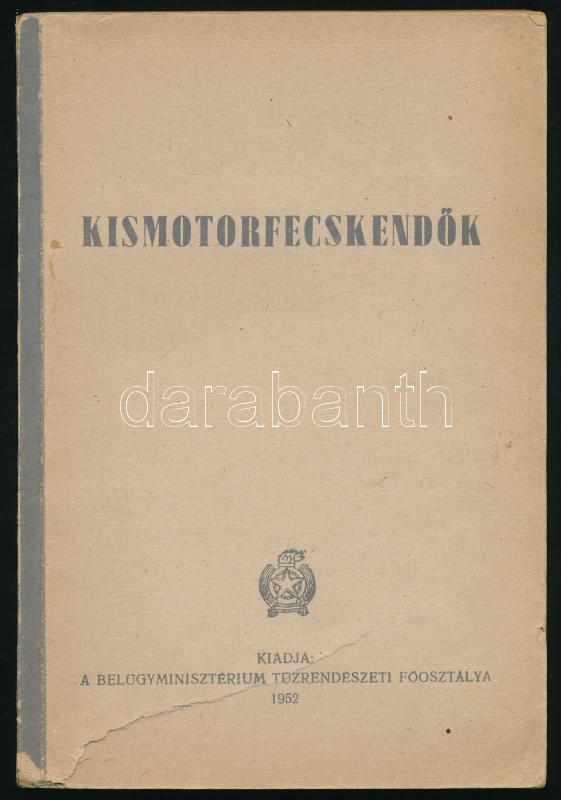 KISMOTORFECSKENDŐK
darabanth
KIADJA:
A BELÜGYMINISZTÉRIUM TŰZRENDÉSZETI FŐOSZTÁLYA
1952